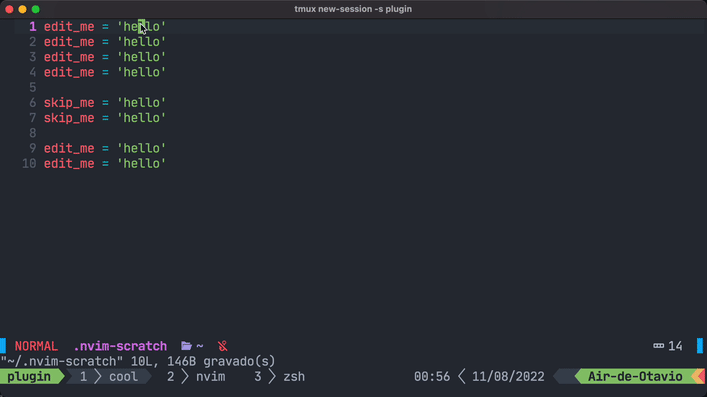 tmux new-session -s plugin
1 edit_me = 'hello'
2 edit_me = 'hello'
3 edit_me = 'hello'
4 edit_me = 'hello'
5
6 skip_me = 'hello'
7 skip_me = 'hello'
8
9 edit_me = 'hello'
10 edit_me = 'hello'
NORMAL .nvim-scratch ~ 14
"~/.nvim-scratch" 10L, 146B gravado(s)
plugin 1 cool 2 nvim 3 zsh 00:56 11/08/2022 Air-de-Otavio